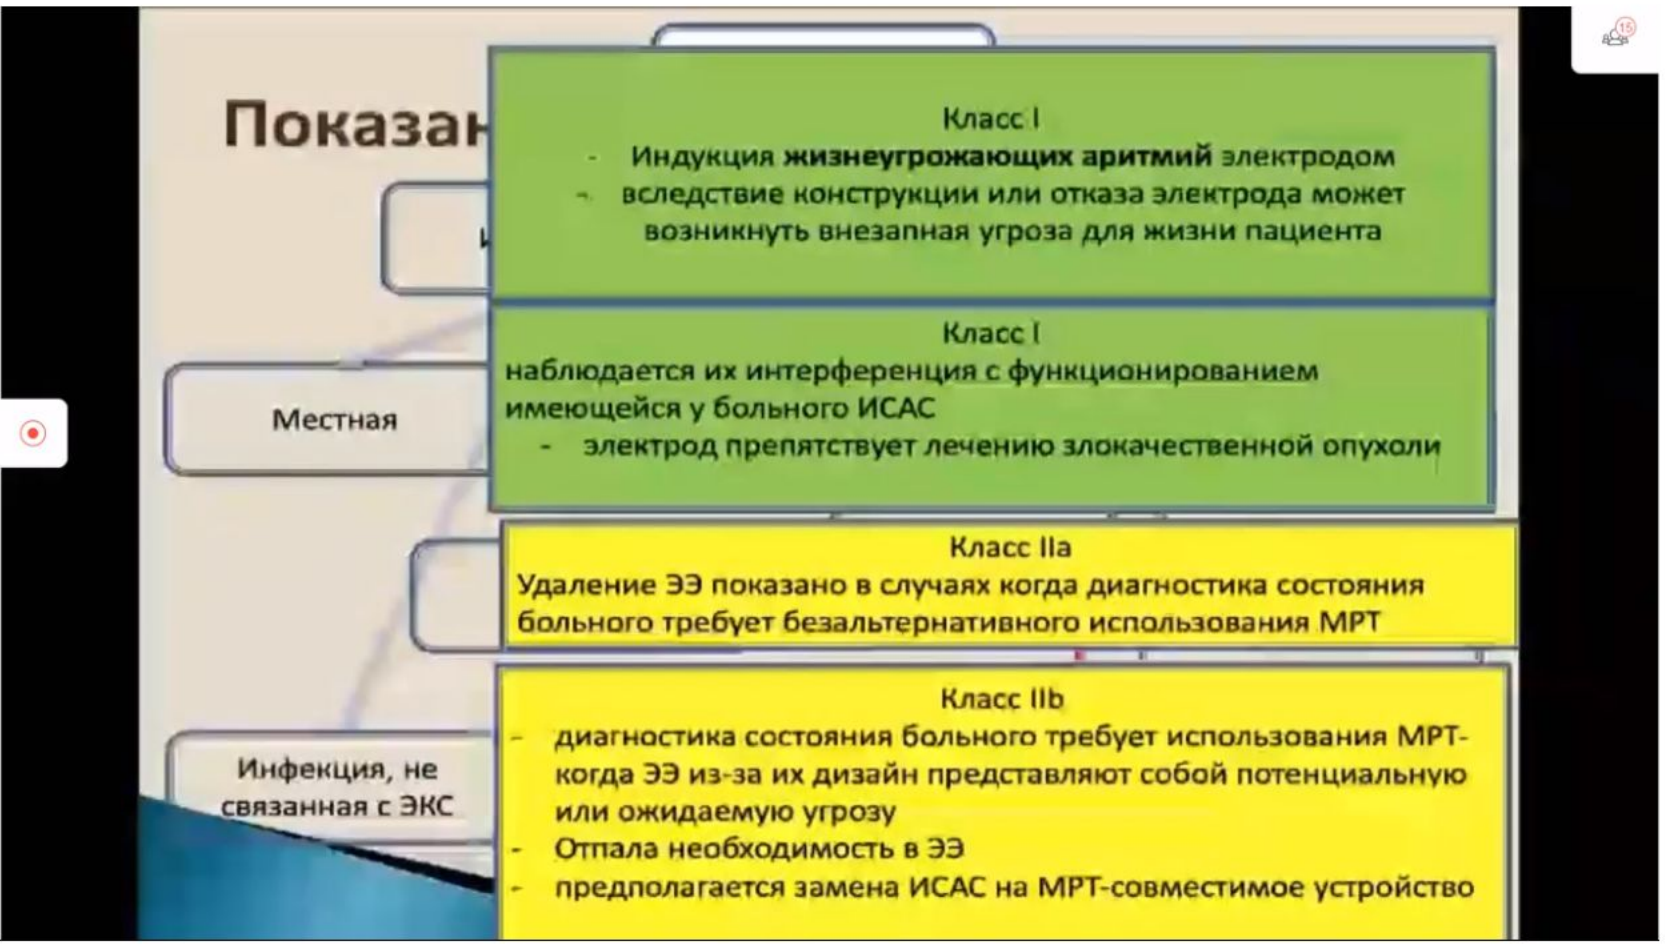 15
Показан
Класс I
- Индукция жизнеугрожающих аритмий электродом
- вследствие конструкции или отказа электрода может
возникнуть внезапная угроза для жизни пациента
Класс I
наблюдается их интерференция с функционированием
имеющейся у больного ИСАС
- электрод препятствует лечению злокачественной опухоли
Местная
Класс IIa
Удаление ЭЭ показано в случаях когда диагностика состояния
больного требует безальтернативного использования МРТ
Класс IIb
- диагностика состояния больного требует использования МРТ-
когда ЭЭ из-за их дизайн представляют собой потенциальную
или ожидаемую угрозу
- Отпала необходимость в ЭЭ
- предполагается замена ИСАС на МРТ-совместимое устройство
Инфекция, не
связанная с ЭКС